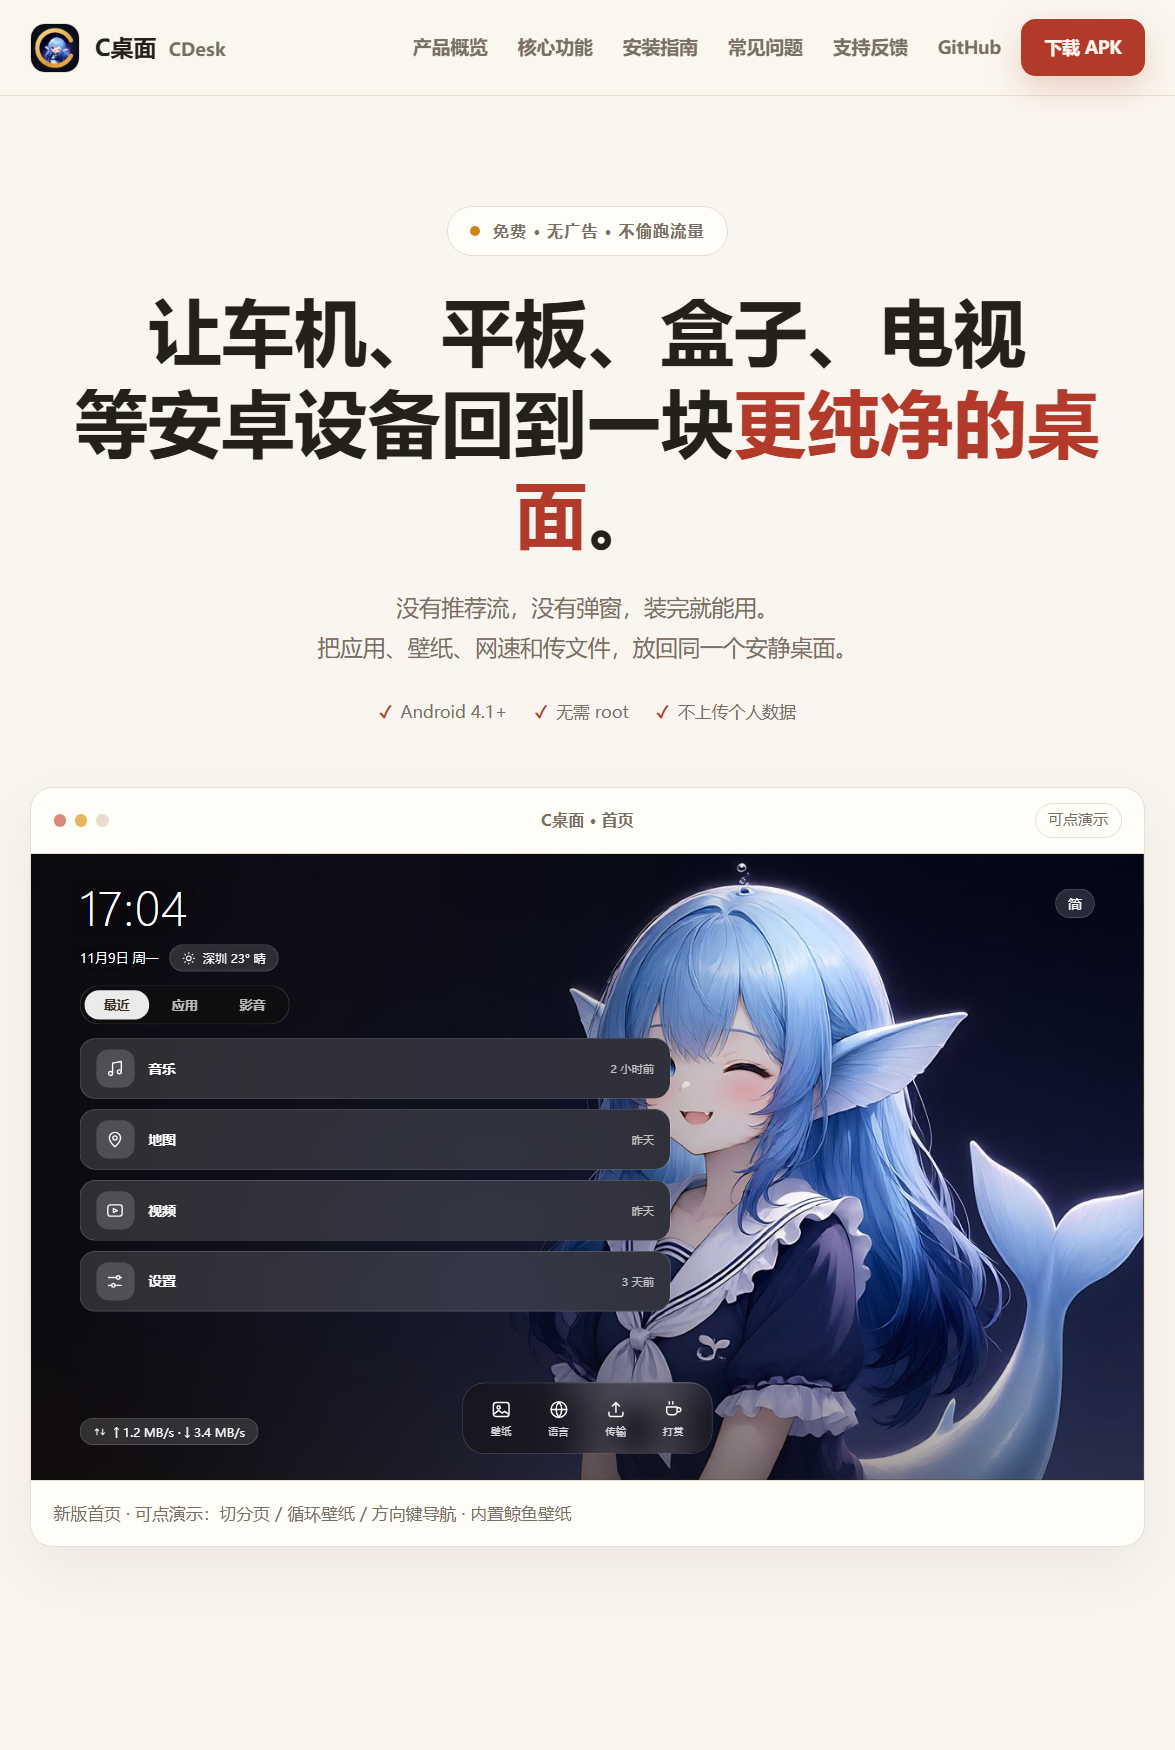 C桌面 CDesk
产品概览 核心功能 安装指南 常见问题 支持反馈 GitHub 下载 APK
免费 • 无广告 • 不偷跑流量
让车机、平板、盒子、电视
等安卓设备回到一块更纯净的桌
面。
没有推荐流，没有弹窗，装完就能用。
把应用、壁纸、网速和传文件，放回同一个安静桌面。
✓ Android 4.1+ ✓ 无需 root ✓ 不上传个人数据
C桌面 • 首页
可点演示
17:04
简
11月9日 周一 深圳 23° 晴
最近 应用 影音
音乐 2 小时前
地图 昨天
视频 昨天
设置 3 天前
壁纸 语言 传输 打赏
↑↓ ↑ 1.2 MB/s · ↓ 3.4 MB/s
新版首页 · 可点演示：切分页 / 循环壁纸 / 方向键导航 · 内置鲸鱼壁纸